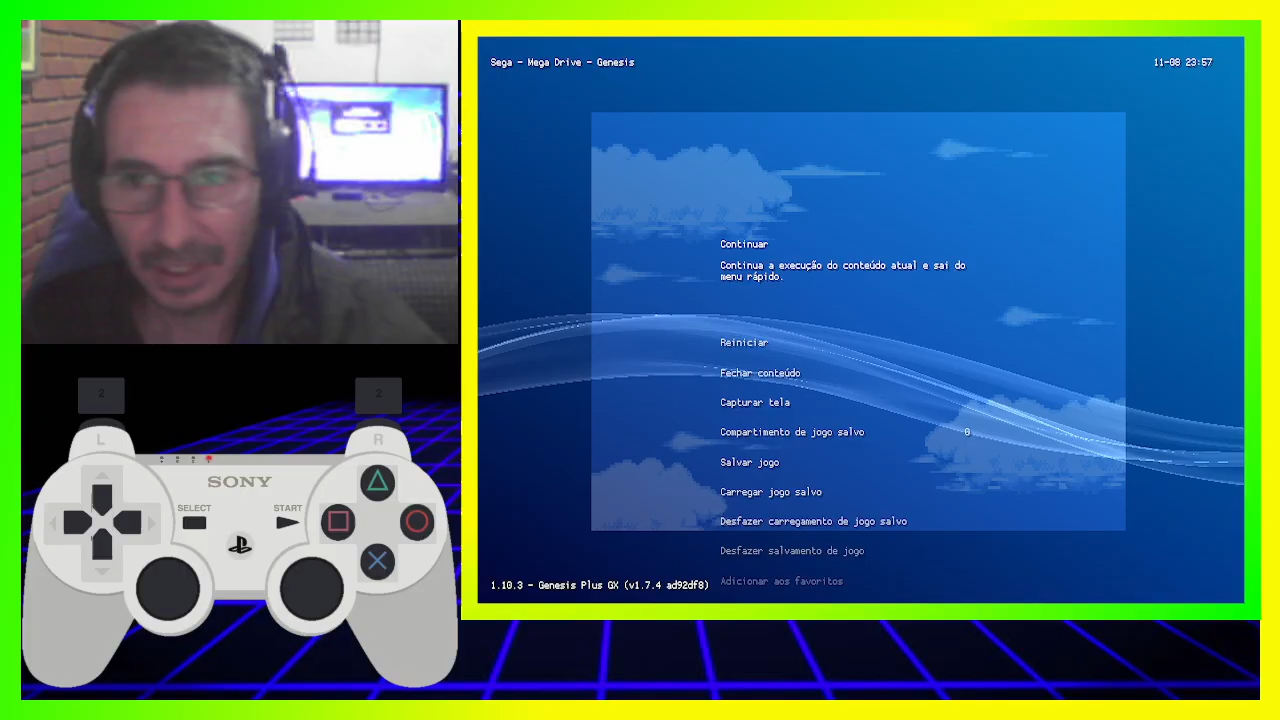 Sega - Mega Drive - Genesis
11-08 23:57
Continuar
Continua a execução do conteúdo atual e sai do
menu rápido.
Reiniciar
Fechar conteúdo
Capturar tela
Compartimento de jogo salvo 0
Salvar jogo
Carregar jogo salvo
Desfazer carregamento de jogo salvo
Desfazer salvamento de jogo
Adicionar aos favoritos
1.10.3 - Genesis Plus GX (v1.7.4 ad92df8)
2 2
L R
SONY
SELECT START